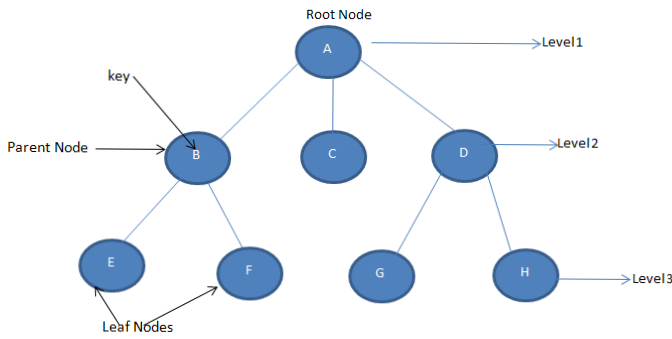 Root Node
A
Level1
key
Parent Node
B
C
D
Level2
E
F
G
H
Level3
Leaf Nodes